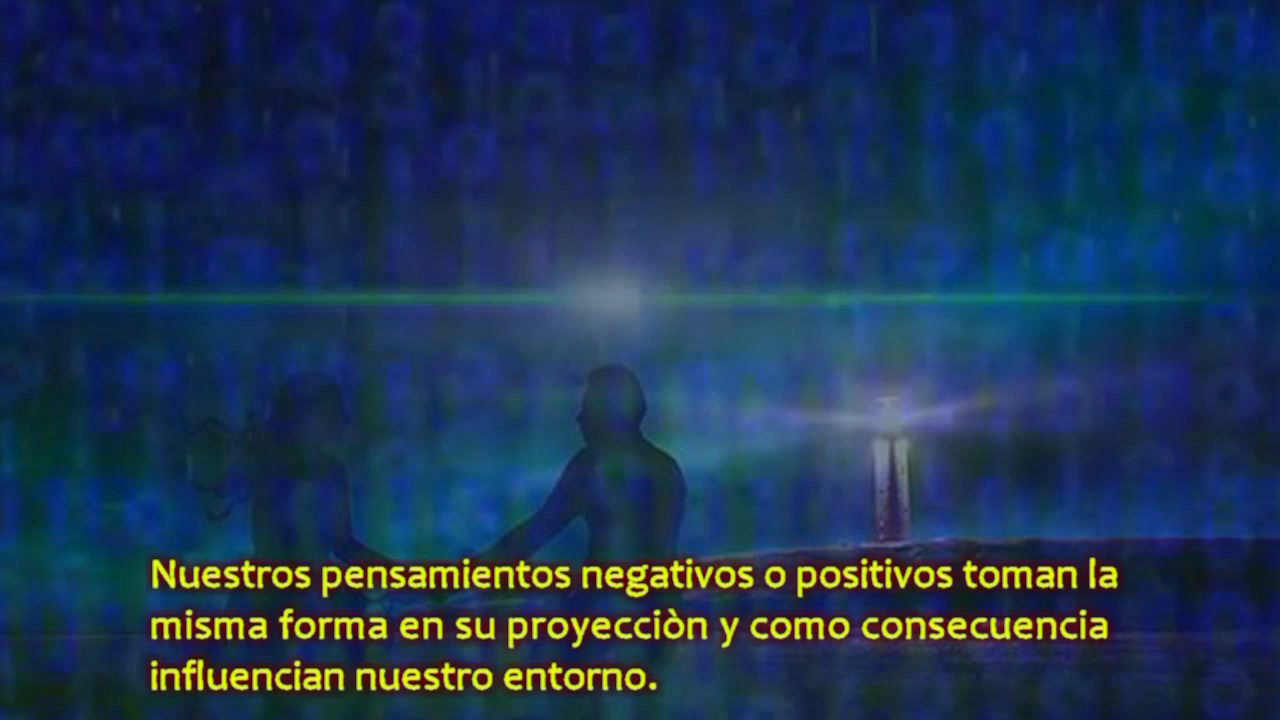 Nuestros pensamientos negativos o positivos toman la
misma forma en su proyecciòn y como consecuencia
influencian nuestro entorno.